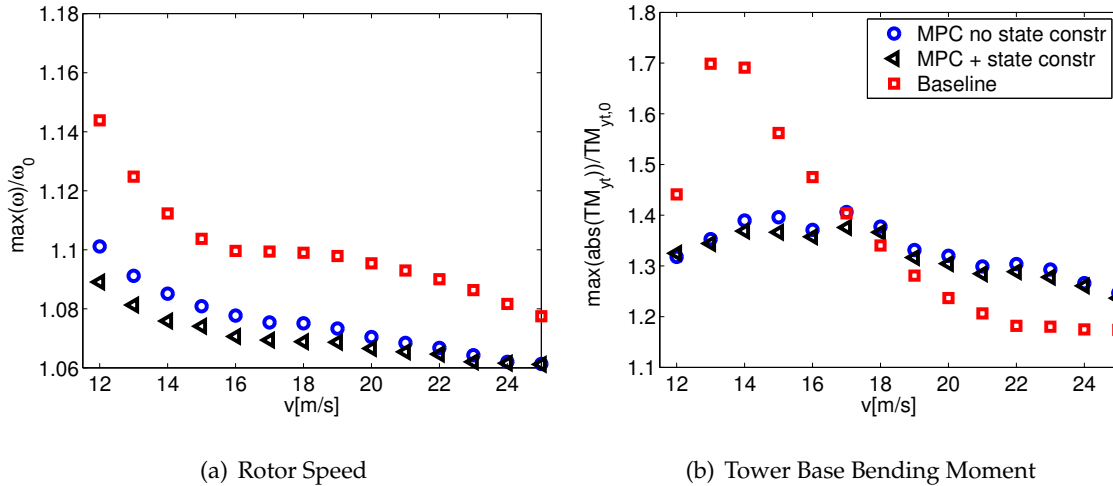 1.18
1.16
1.14
1.12
1.1
1.08
1.06
max(ω)/ω0
12 14 16 18 20 22 24
v[m/s]
(a) Rotor Speed
MPC no state constr
MPC + state constr
Baseline
1.8
1.7
1.6
1.5
1.4
1.3
1.2
1.1
max(abs(TMyt))/TMyt,0
12 14 16 18 20 22 24
v[m/s]
(b) Tower Base Bending Moment